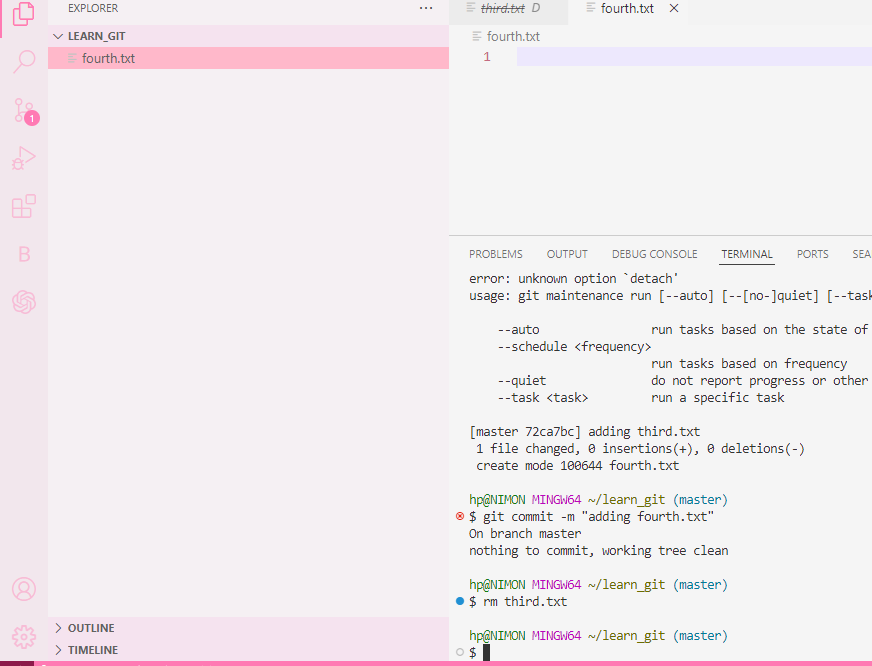 EXPLORER
LEARN_GIT
fourth.txt
third.txt D
fourth.txt
fourth.txt
1
1
B
PROBLEMS OUTPUT DEBUG CONSOLE TERMINAL PORTS SEA
error: unknown option `detach'
usage: git maintenance run [--auto] [--[no-]quiet] [--task
--auto run tasks based on the state of
--schedule <frequency>
run tasks based on frequency
--quiet do not report progress or other
--task <task> run a specific task
[master 72ca7bc] adding third.txt
1 file changed, 0 insertions(+), 0 deletions(-)
create mode 100644 fourth.txt
hp@NIMON MINGW64 ~/learn_git (master)
$ git commit -m "adding fourth.txt"
On branch master
nothing to commit, working tree clean
hp@NIMON MINGW64 ~/learn_git (master)
$ rm third.txt
hp@NIMON MINGW64 ~/learn_git (master)
$
OUTLINE
TIMELINE